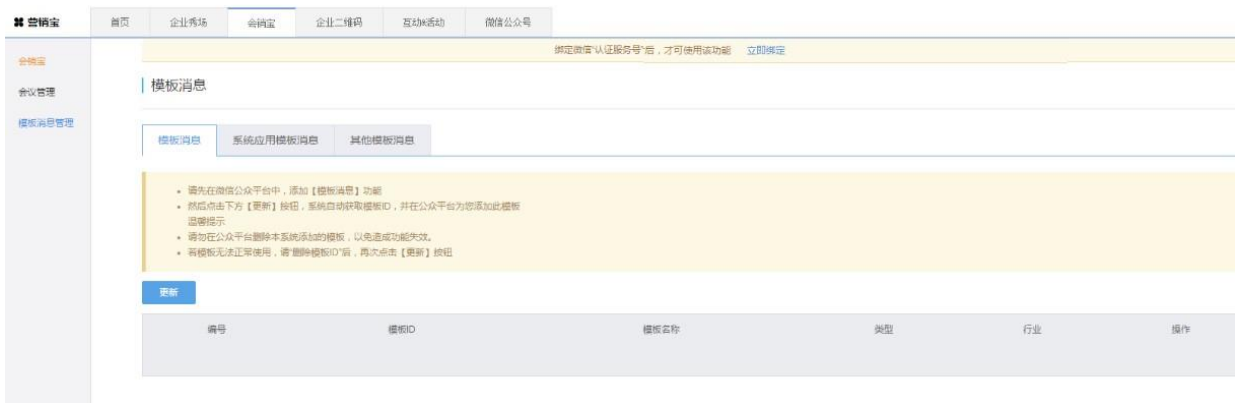 营销宝 首页 企业秀场 会销宝 企业二维码 互动H5活动 微信公众号
绑定微信“认证服务号”后，才可使用该功能 立即绑定
会销宝
会议管理
模板消息管理
模板消息
模板消息 系统应用模板消息 其他模板消息
请先在微信公众平台中，添加【模板消息】功能
然后点击下方【更新】按钮，系统自动获取模板ID，并在公众平台为您添加此模板
温馨提示
请勿在公众平台删除本系统添加的模板，以免造成功能失效。
若模板无法正常使用，请“删除模板ID”后，再次点击【更新】按钮
更新
编号 模板ID 模板名称 类型 行业 操作